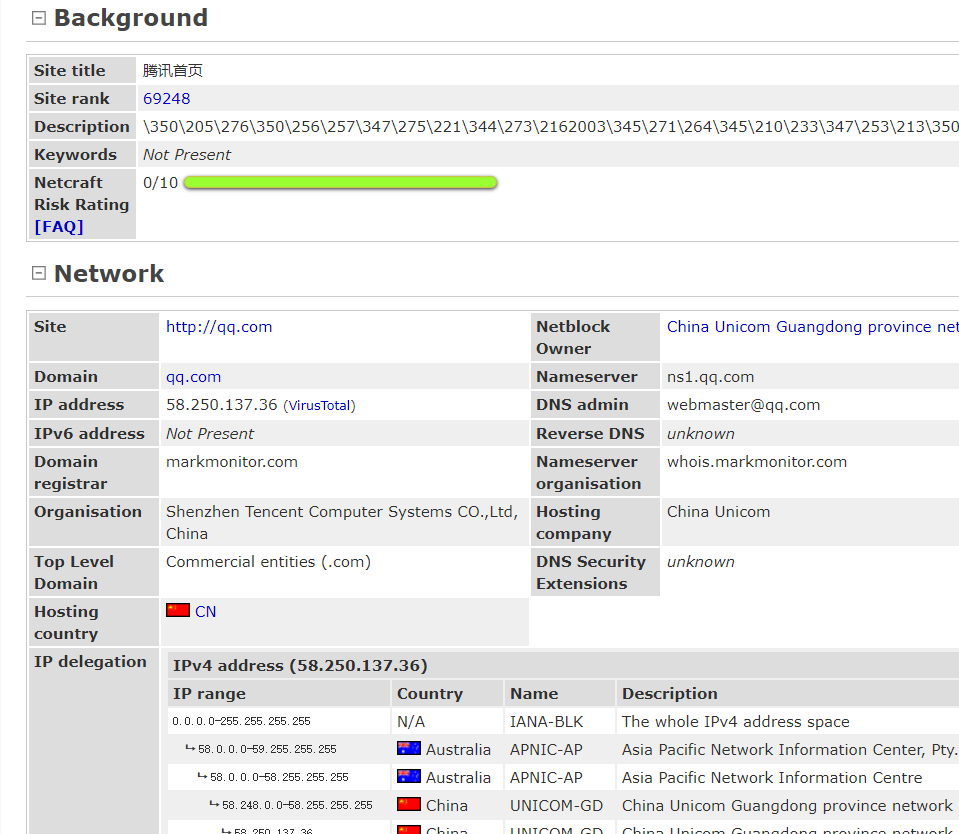 Background
Site title 腾讯首页
Site rank 69248
Description \350\205\276\350\256\257\347\275\221\344\273\2162003\345\271\264\345\210\233\347\253\213\350
Keywords Not Present
Netcraft 0/10
Risk Rating
[FAQ]
Network
Site http://qq.com Netblock China Unicom Guangdong province net
Owner
Domain qq.com Nameserver ns1.qq.com
IP address 58.250.137.36 (VirusTotal) DNS admin webmaster@qq.com
IPv6 address Not Present Reverse DNS unknown
Domain markmonitor.com Nameserver whois.markmonitor.com
registrar organisation
Organisation Shenzhen Tencent Computer Systems CO.,Ltd, Hosting China Unicom
China company
Top Level Commercial entities (.com) DNS Security unknown
Domain Extensions
Hosting CN
country
IP delegation IPv4 address (58.250.137.36)
IP range Country Name Description
0.0.0.0-255.255.255.255 N/A IANA-BLK The whole IPv4 address space
↳ 58.0.0.0-59.255.255.255 Australia APNIC-AP Asia Pacific Network Information Center, Pty.
↳ 58.0.0.0-58.255.255.255 Australia APNIC-AP Asia Pacific Network Information Centre
↳ 58.248.0.0-58.255.255.255 China UNICOM-GD China Unicom Guangdong province network
↳ 58.250.137.36 China UNICOM-GD China Unicom Guangdong province network